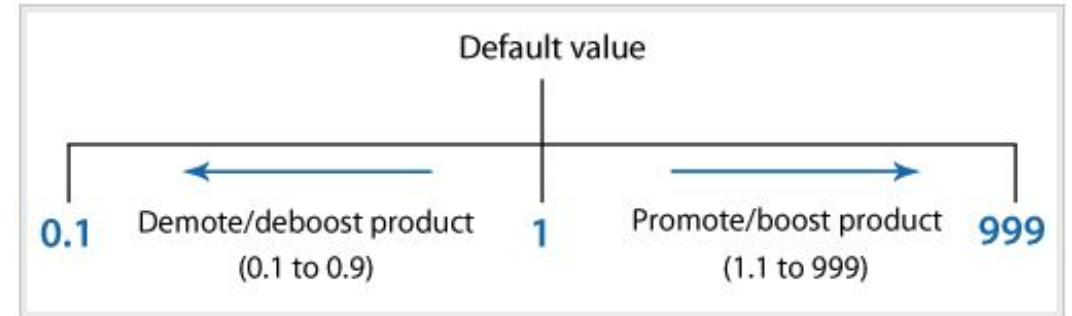 Default value
0.1
Demote/deboost product
(0.1 to 0.9)
1
Promote/boost product
(1.1 to 999)
999